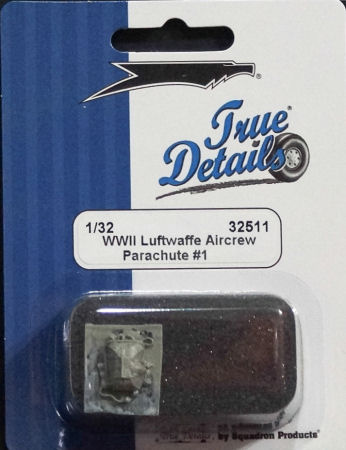 True
Details
1/32 32511
WWII Luftwaffe Aircrew
Parachute #1
by Squadron Products